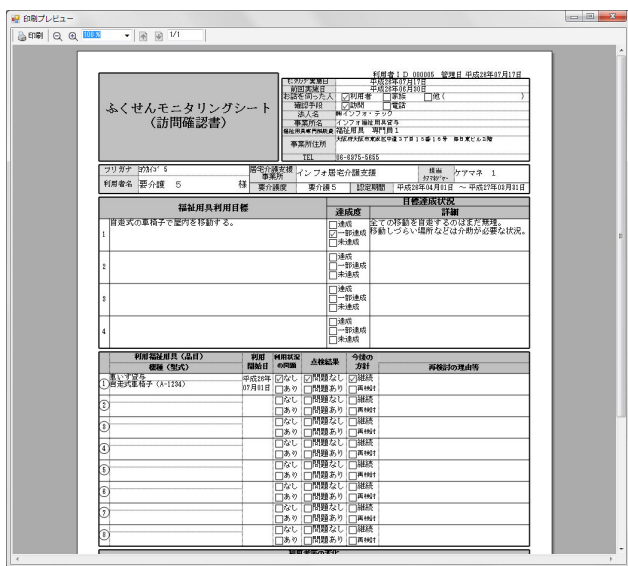 印刷プレビュー
印刷 100% 1/1
利用者ＩＤ 000005 管理日 平成26年07月17日
ふくせんモニタリングシート
（訪問確認書）
モニタリング実施日 平成26年07月17日
前回実施日 平成26年06月30日
お話を伺った人 ☑利用者 □家族 □他（ ）
確認手段 ☑訪問 □電話
法人名 ㈱インフォ・テック
事業所名 インフォ福祉用具貸与
福祉用具専門相談員 福祉用具 専門員１
事業所住所
TEL 06-6975-5655
フリガナ ﾖｳｶｲｺﾞ 5
利用者名 要介護 ５ 様
居宅介護支援事業所 インフォ居宅介護支援 担当ケアマネジャー ケアマネ １
要介護度 要介護５ 認定期間 平成26年04月01日 ～ 平成27年03月31日
福祉用具利用目標 目標達成状況
達成度 詳細
1 自走式の車椅子で屋内を移動する。
□達成
☑一部達成
□未達成
全ての移動を自走するのはまだ無理。
移動しづらい場所などは介助が必要な状況。
2
□達成
□一部達成
□未達成
3
□達成
□一部達成
□未達成
4
□達成
□一部達成
□未達成
利用福祉用具（品目） 利用開始日 利用状況の問題 点検結果 今後の方針 再検討の理由等
機種（型式）
① 車いす貸与 平成26年 ☑なし ☑問題なし ☑継続
自走式車椅子（A-1234） 07月01日 □あり □問題あり □再検討
② □なし □問題なし □継続
□あり □問題あり □再検討
③ □なし □問題なし □継続
□あり □問題あり □再検討
④ □なし □問題なし □継続
□あり □問題あり □再検討
⑤ □なし □問題なし □継続
□あり □問題あり □再検討
⑥ □なし □問題なし □継続
□あり □問題あり □再検討
⑦ □なし □問題なし □継続
□あり □問題あり □再検討
⑧ □なし □問題なし □継続
□あり □問題あり □再検討